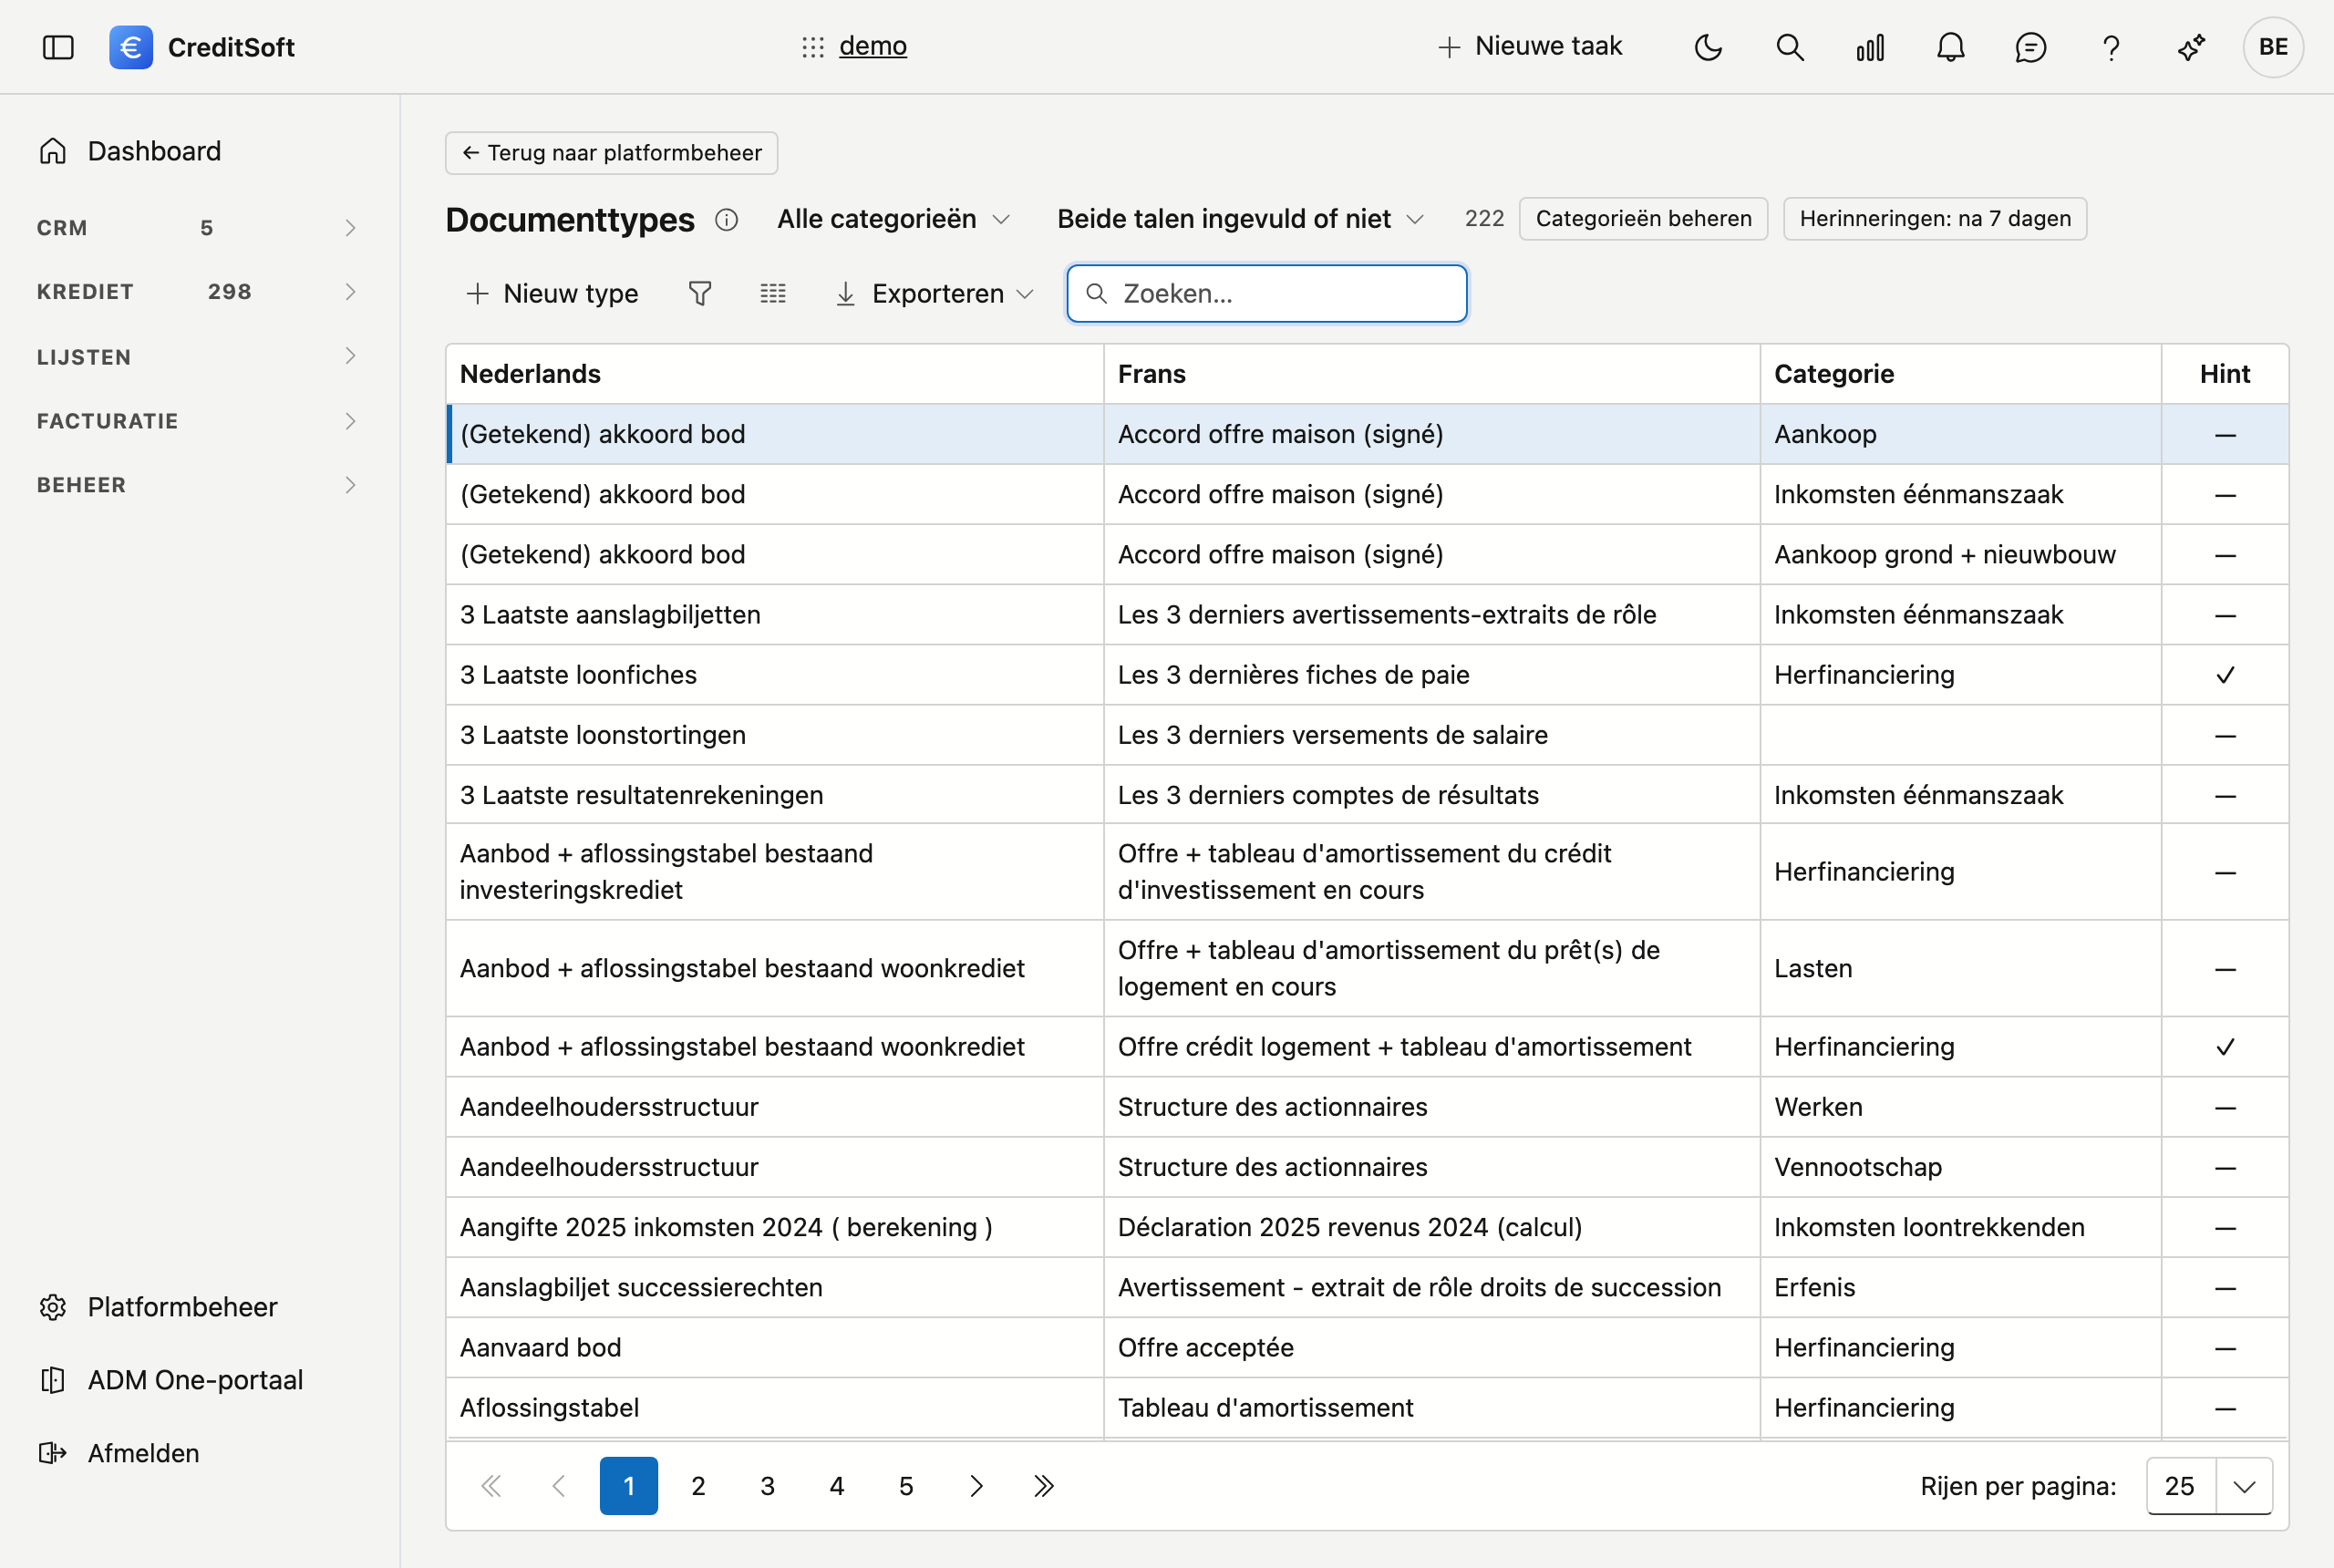 CreditSoft
demo
Nieuwe taak
BE
Dashboard
CRM 5
KREDIET 298
LIJSTEN
FACTURATIE
BEHEER
Platformbeheer
ADM One-portaal
Afmelden
← Terug naar platformbeheer
Documenttypes Alle categorieën Beide talen ingevuld of niet 222 Categorieën beheren Herinneringen: na 7 dagen
Nieuw type Exporteren Zoeken...
Nederlands Frans Categorie Hint
(Getekend) akkoord bod Accord offre maison (signé) Aankoop —
(Getekend) akkoord bod Accord offre maison (signé) Inkomsten éénmanszaak —
(Getekend) akkoord bod Accord offre maison (signé) Aankoop grond + nieuwbouw —
3 Laatste aanslagbiljetten Les 3 derniers avertissements-extraits de rôle Inkomsten éénmanszaak —
3 Laatste loonfiches Les 3 dernières fiches de paie Herfinanciering ✓
3 Laatste loonstortingen Les 3 derniers versements de salaire —
3 Laatste resultatenrekeningen Les 3 derniers comptes de résultats Inkomsten éénmanszaak —
Aanbod + aflossingstabel bestaand
investeringskrediet
Offre + tableau d'amortissement du crédit
d'investissement en cours
Herfinanciering —
Aanbod + aflossingstabel bestaand woonkrediet
Offre + tableau d'amortissement du prêt(s) de
logement en cours
Lasten —
Aanbod + aflossingstabel bestaand woonkrediet Offre crédit logement + tableau d'amortissement Herfinanciering ✓
Aandeelhoudersstructuur Structure des actionnaires Werken —
Aandeelhoudersstructuur Structure des actionnaires Vennootschap —
Aangifte 2025 inkomsten 2024 ( berekening ) Déclaration 2025 revenus 2024 (calcul) Inkomsten loontrekkenden —
Aanslagbiljet successierechten Avertissement - extrait de rôle droits de succession Erfenis —
Aanvaard bod Offre acceptée Herfinanciering —
Aflossingstabel Tableau d'amortissement Herfinanciering —
1 2 3 4 5
Rijen per pagina: 25